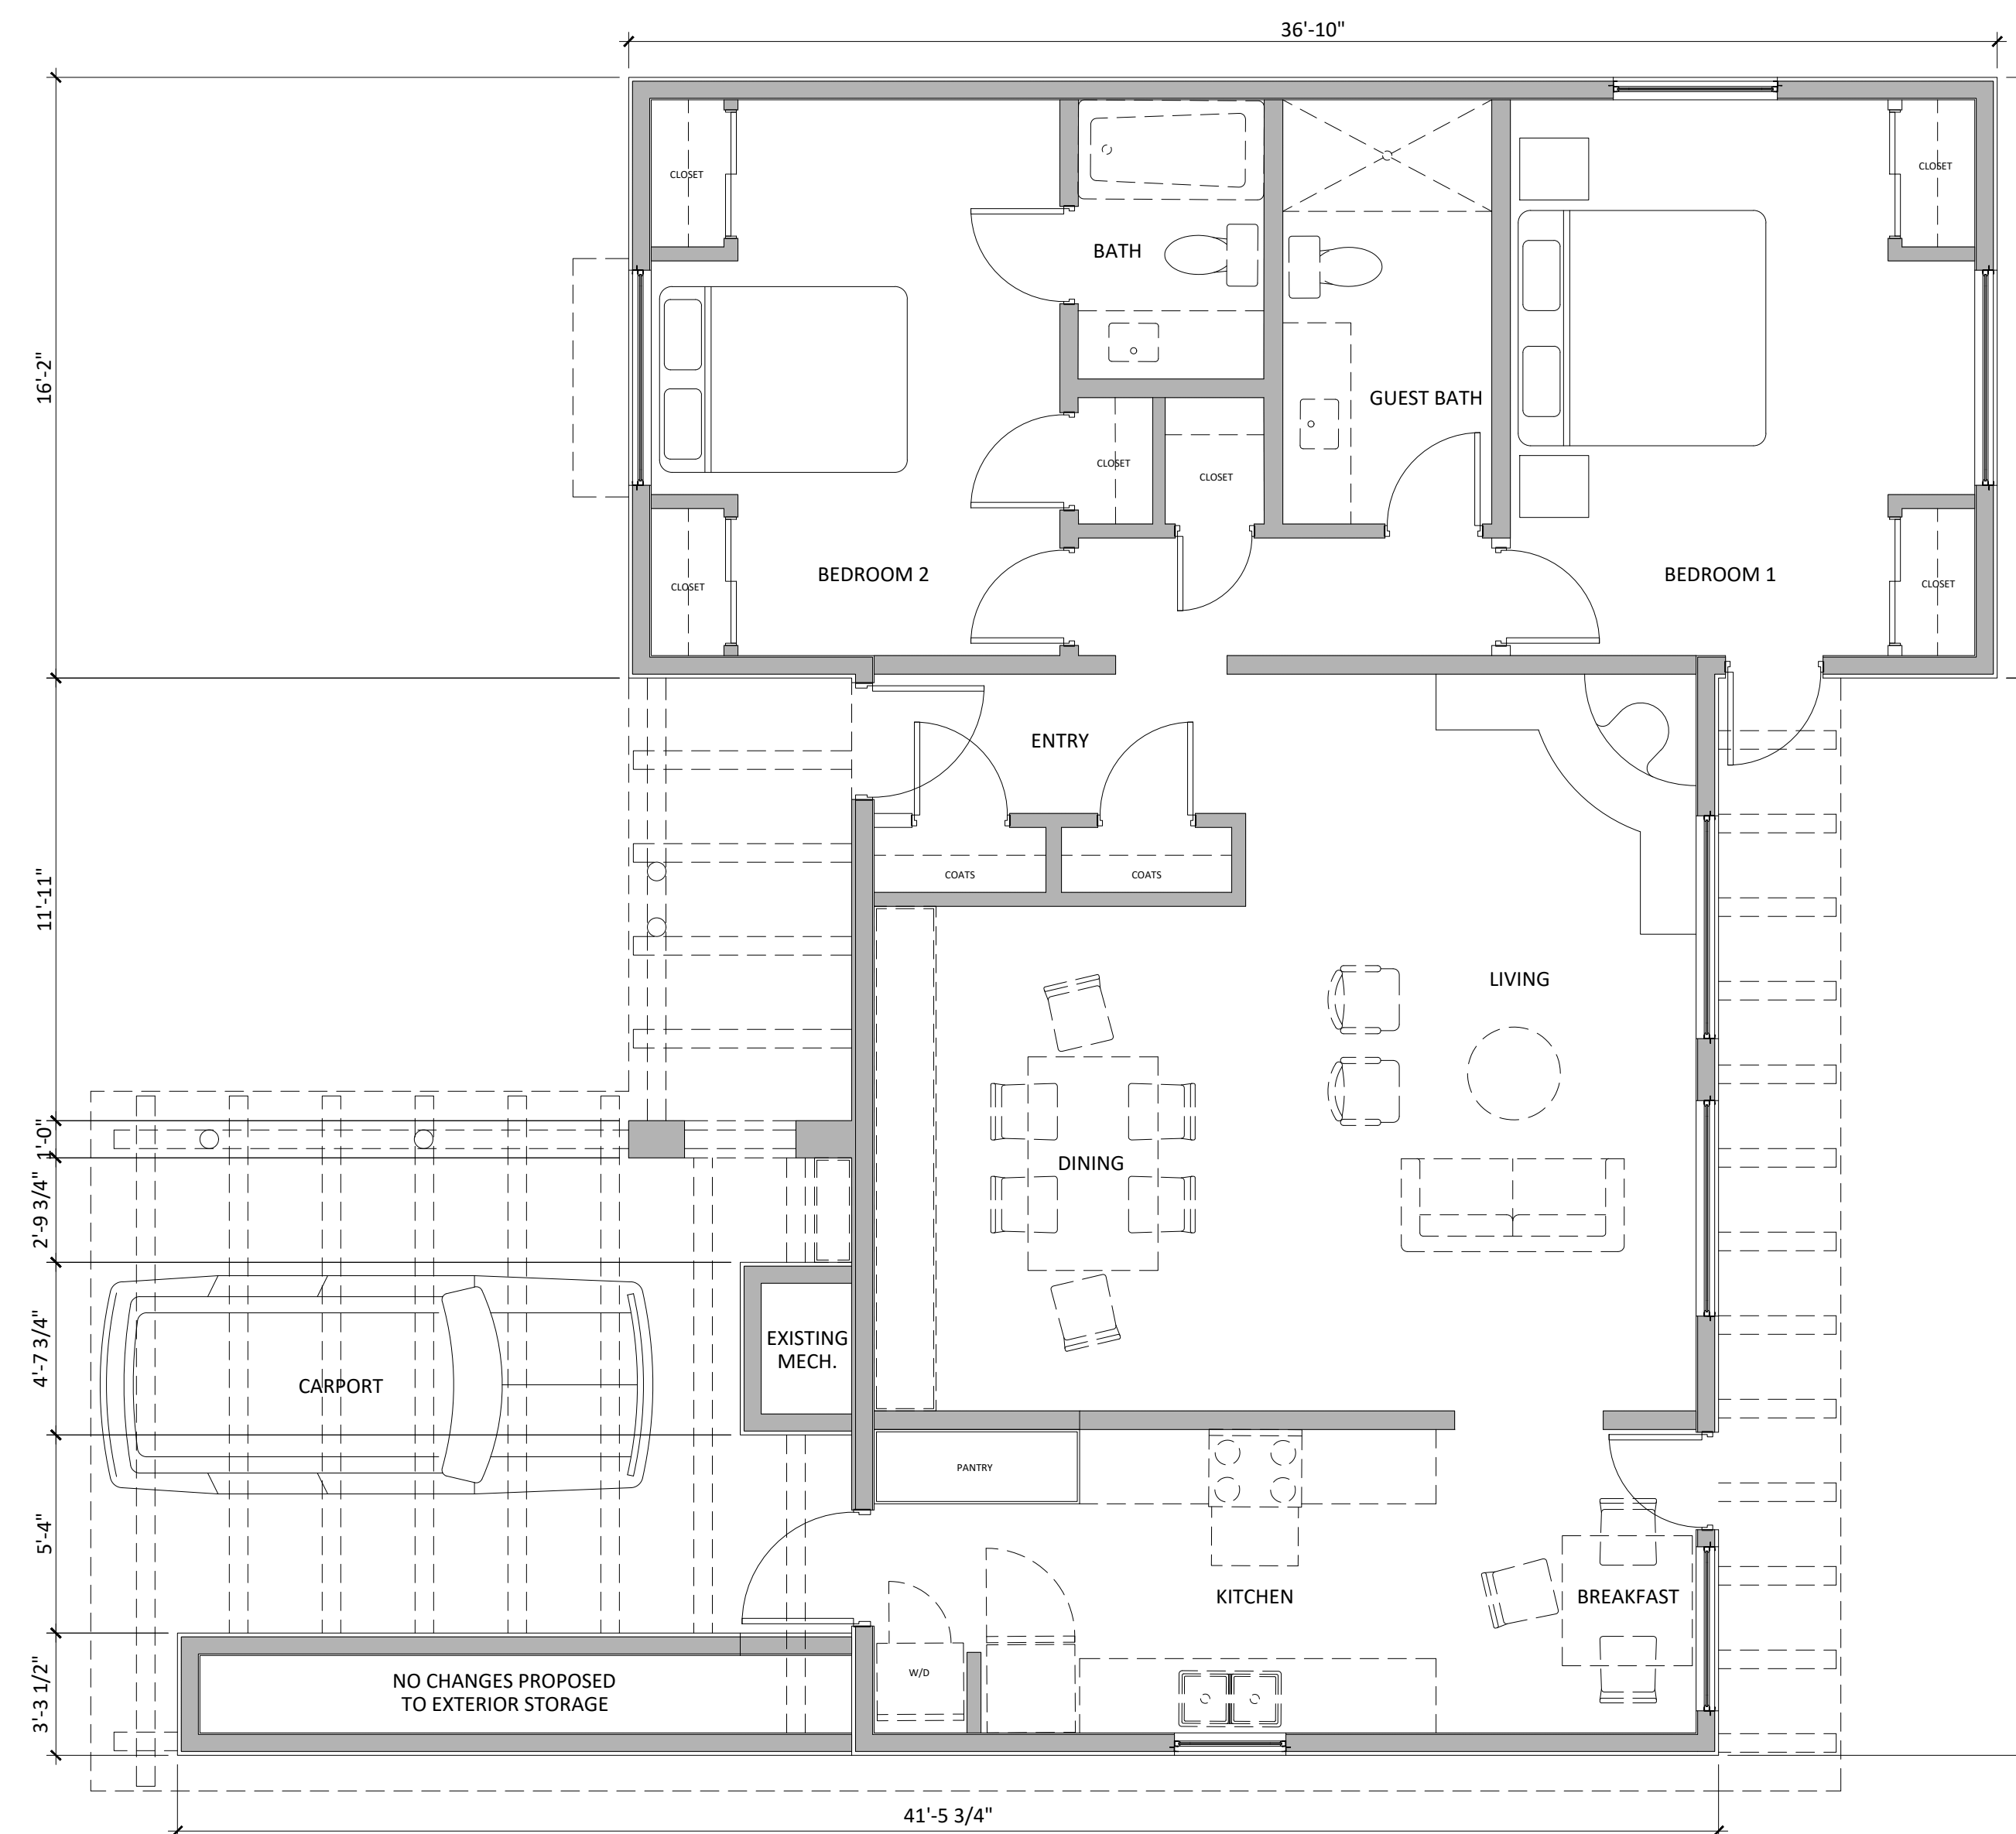 36'-10"
CLOSET
CLOSET
BATH
16'-2"
GUEST BATH
CLOSET
CLOSET
BEDROOM 2
BEDROOM 1
CLOSET
CLOSET
ENTRY
COATS
COATS
11'-11"
LIVING
1'-0"
DINING
2'-9 3/4"
EXISTING
MECH.
4'-7 3/4"
CARPORT
PANTRY
5'-4"
KITCHEN
BREAKFAST
W/D
NO CHANGES PROPOSED
TO EXTERIOR STORAGE
3'-3 1/2"
41'-5 3/4"